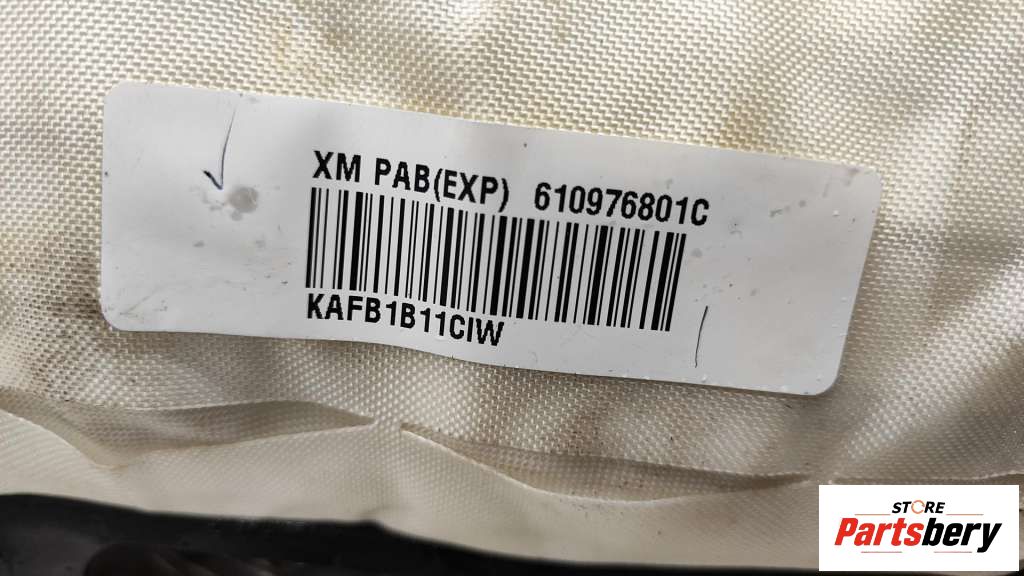 XM PAB(EXP) 610976801C
KAFB1B11CIW
STORE
Partsbery